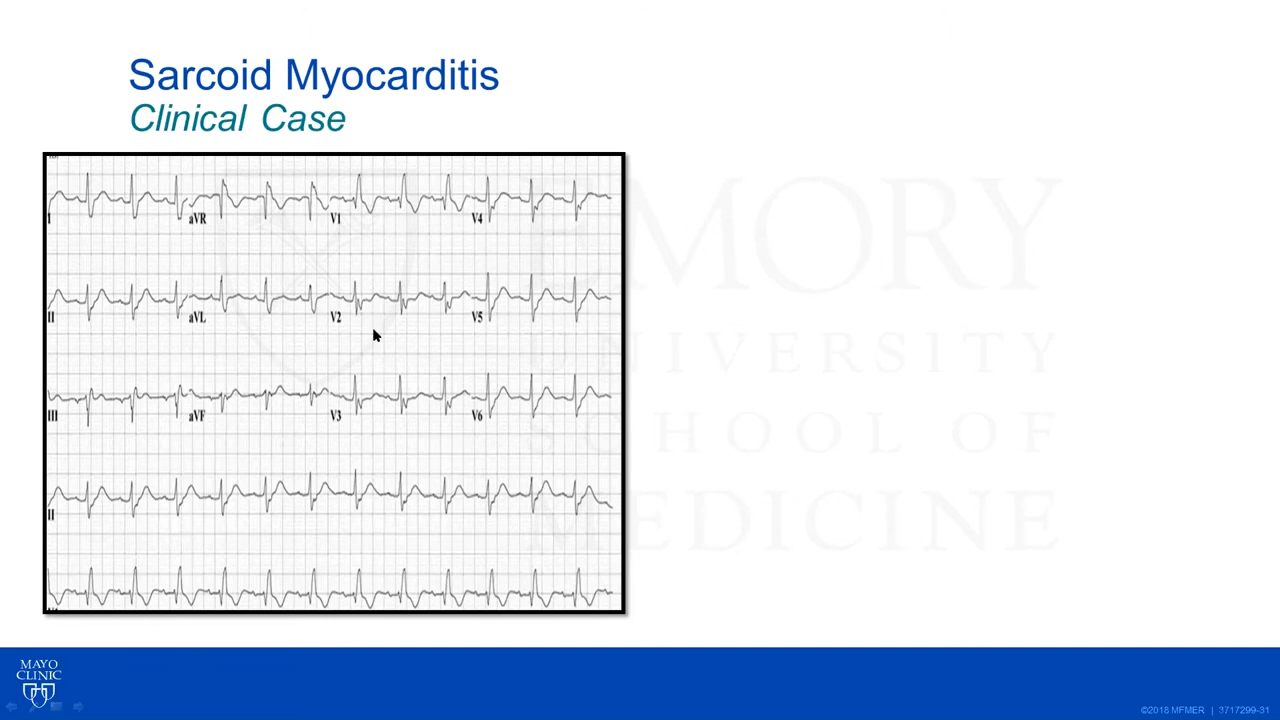 Sarcoid Myocarditis
Clinical Case
I aVR V1 V4
II aVL V2 V5
III aVF V3 V6
II
EMORY
UNIVERSITY
SCHOOL OF
MEDICINE
MAYO
CLINIC
©2018 MFMER | 3717299-31